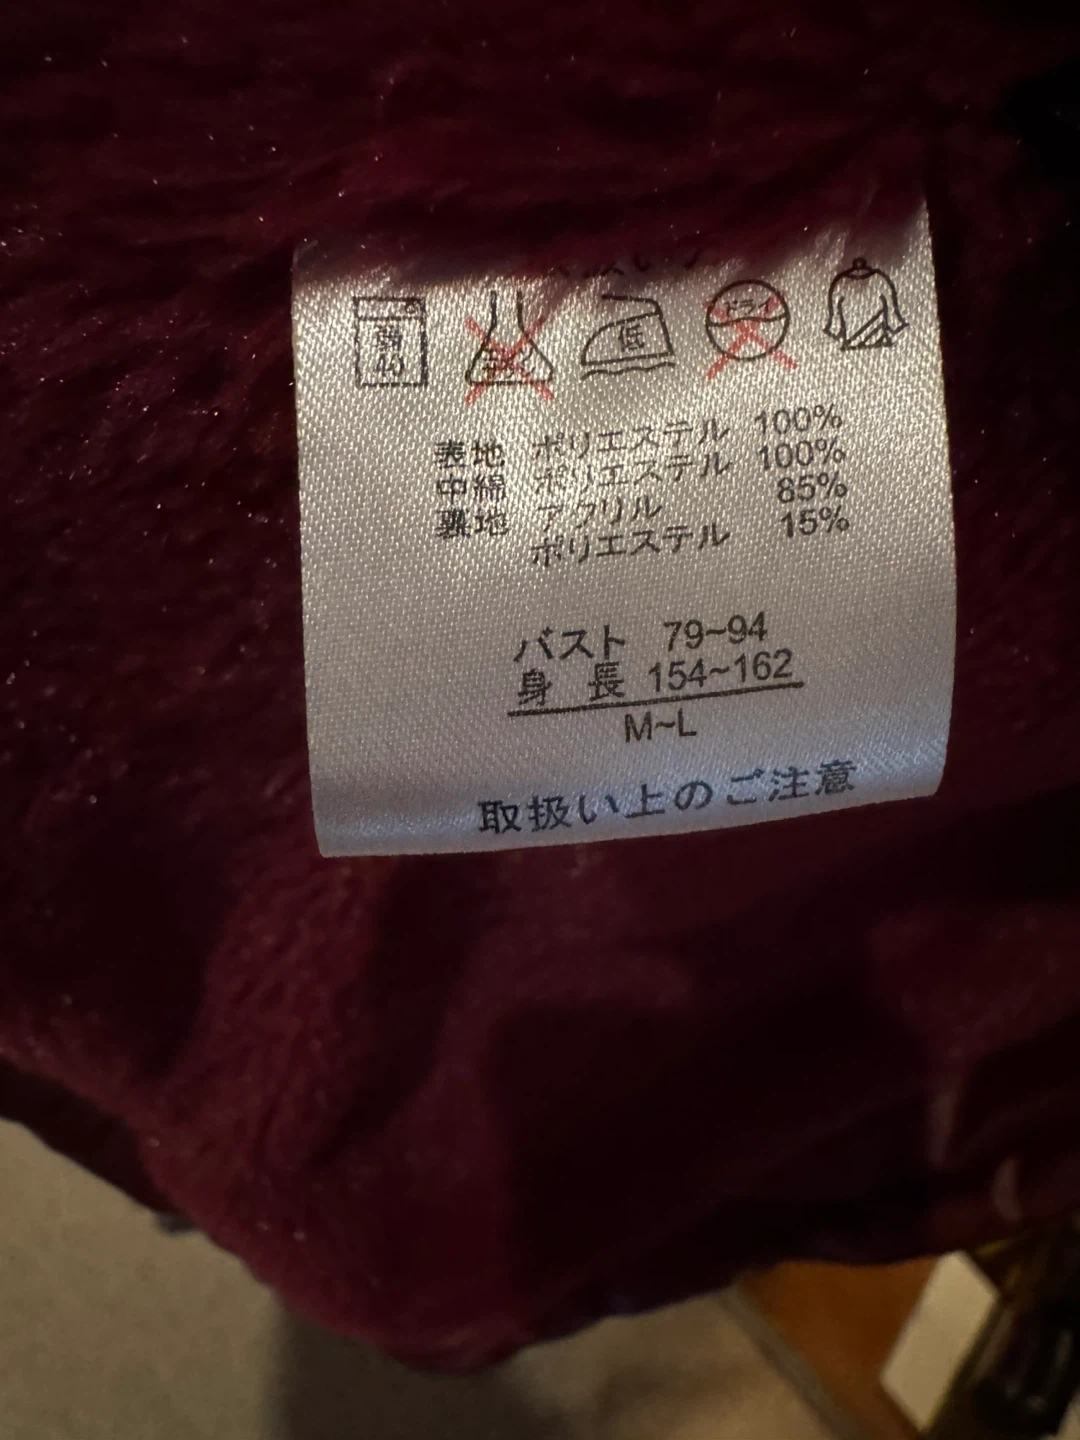 弱
40
低
ドライ
表地 ポリエステル 100%
中綿 ポリエステル 100%
裏地 アクリル 85%
ポリエステル 15%
バスト 79~94
身 長 154~162
M~L
取扱い上のご注意